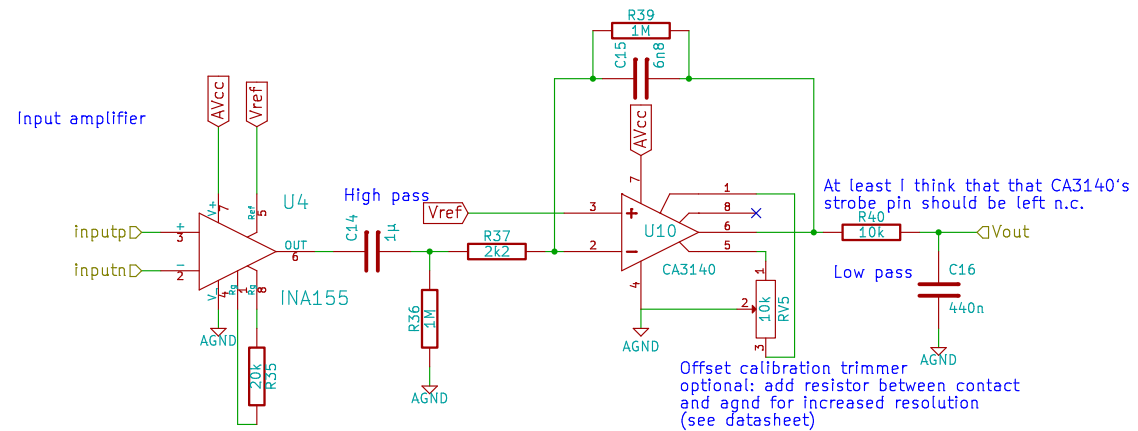 R39
1M
C15
6n8
AVcc
Vref
AVcc
Input amplifier
7
V+
5
Ref
U4
High pass
7
1
At least I think that that CA3140's
strobe pin should be left n.c.
Vref
3
+
8
C14
1µ
inputp
+
3
R37
2k2
U10
6
R40
10k
Vout
OUT
6
2
-
5
inputn
-
2
CA3140
Low pass
C16
440n
V-
4
Rg
1
Rg
8
INA155
4
1
2
10k
RV5
3
R36
1M
AGND
AGND
AGND
20k
R35
Offset calibration trimmer
optional: add resistor between contact
and agnd for increased resolution
(see datasheet)
AGND